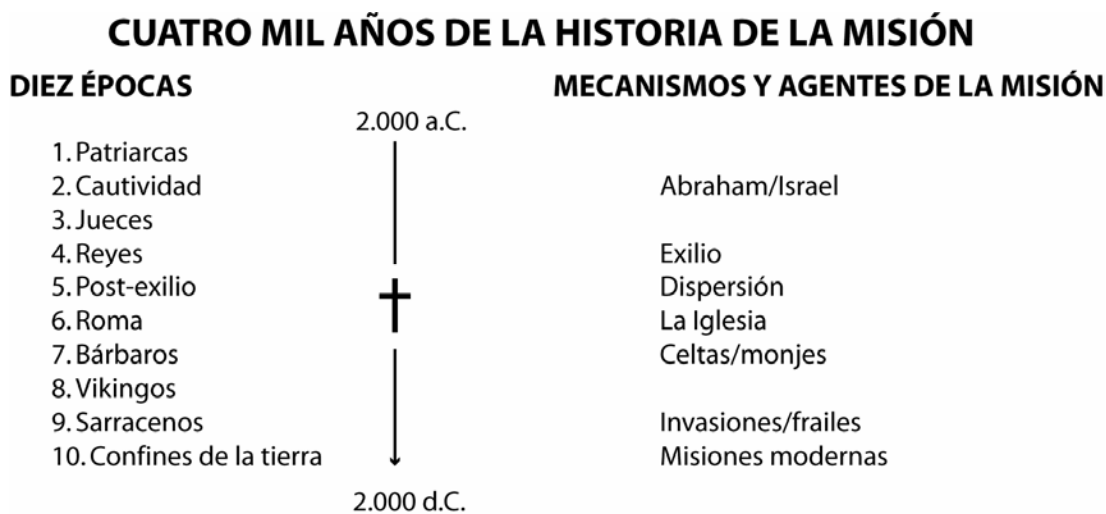 CUATRO MIL AÑOS DE LA HISTORIA DE LA MISIÓN
DIEZ ÉPOCAS
MECANISMOS Y AGENTES DE LA MISIÓN
2.000 a.C.
1. Patriarcas
2. Cautividad
Abraham/Israel
3. Jueces
4. Reyes
Exilio
5. Post-exilio
Dispersión
6. Roma
La Iglesia
7. Bárbaros
Celtas/monjes
8. Vikingos
9. Sarracenos
Invasiones/frailes
10. Confines de la tierra
Misiones modernas
2.000 d.C.